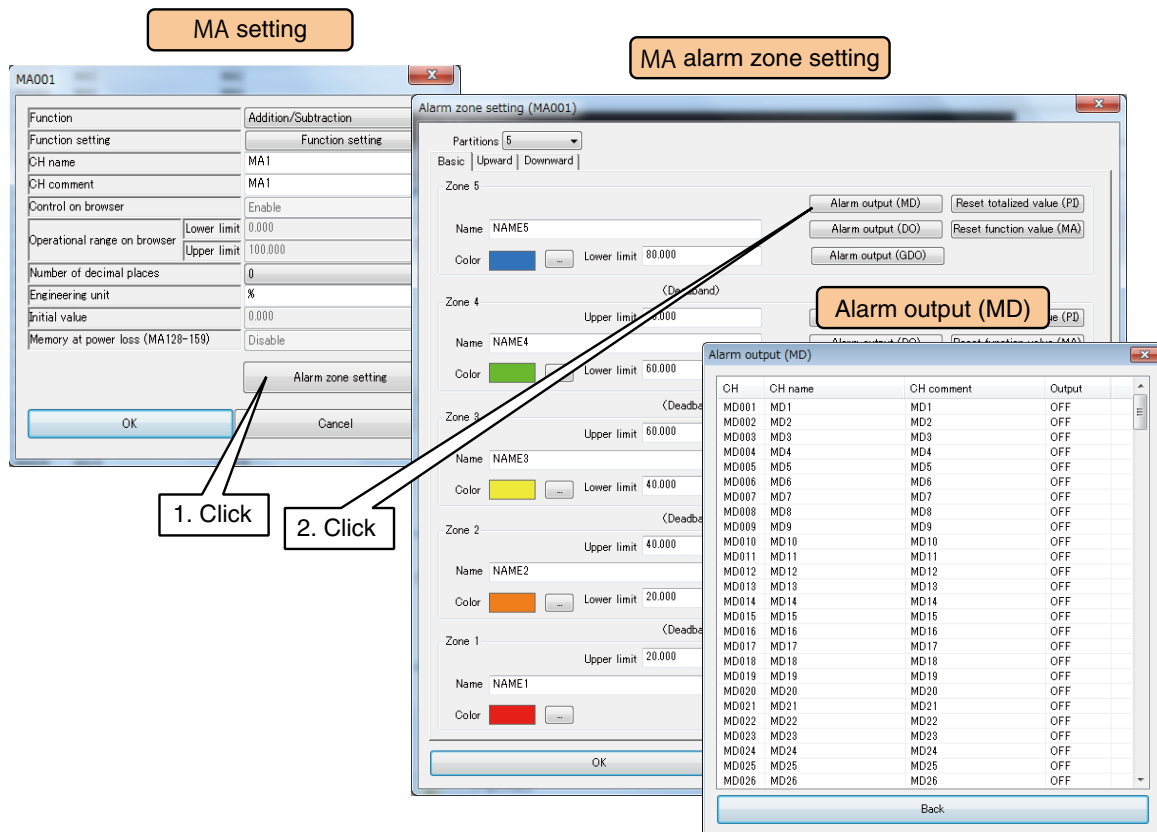 MA setting
MA alarm zone setting
MA001
Function Addition/Subtraction
Function setting Function setting
CH name MA1
CH comment MA1
Control on browser Enable
Operational range on browser Lower limit 0.000
Upper limit 100.000
Number of decimal places 0
Engineering unit %
Initial value 0.000
Memory at power loss (MA128-159) Disable
Alarm zone setting
OK Cancel
1. Click
2. Click
Alarm zone setting (MA001)
Partitions 5
Basic Upward Downward
Zone 5
Alarm output (MD) Reset totalized value (PI)
Name NAME5 Alarm output (DO) Reset function value (MA)
Color ... Lower limit 80.000 Alarm output (GDO)
(Deadband)
Zone 4
Upper limit
Name NAME4
Color ... Lower limit 60.000
Zone 3
Upper limit 60.000
Name NAME3
Color ... Lower limit 40.000
Zone 2
Upper limit 40.000
Name NAME2
Color ... Lower limit 20.000
Zone 1
Upper limit 20.000
Name NAME1
Color ...
OK
Alarm output (MD)
Alarm output (MD)
CH CH name CH comment Output
MD001 MD1 MD1 OFF
MD002 MD2 MD2 OFF
MD003 MD3 MD3 OFF
MD004 MD4 MD4 OFF
MD005 MD5 MD5 OFF
MD006 MD6 MD6 OFF
MD007 MD7 MD7 OFF
MD008 MD8 MD8 OFF
MD009 MD9 MD9 OFF
MD010 MD10 MD10 OFF
MD011 MD11 MD11 OFF
MD012 MD12 MD12 OFF
MD013 MD13 MD13 OFF
MD014 MD14 MD14 OFF
MD015 MD15 MD15 OFF
MD016 MD16 MD16 OFF
MD017 MD17 MD17 OFF
MD018 MD18 MD18 OFF
MD019 MD19 MD19 OFF
MD020 MD20 MD20 OFF
MD021 MD21 MD21 OFF
MD022 MD22 MD22 OFF
MD023 MD23 MD23 OFF
MD024 MD24 MD24 OFF
MD025 MD25 MD25 OFF
MD026 MD26 MD26 OFF
Back